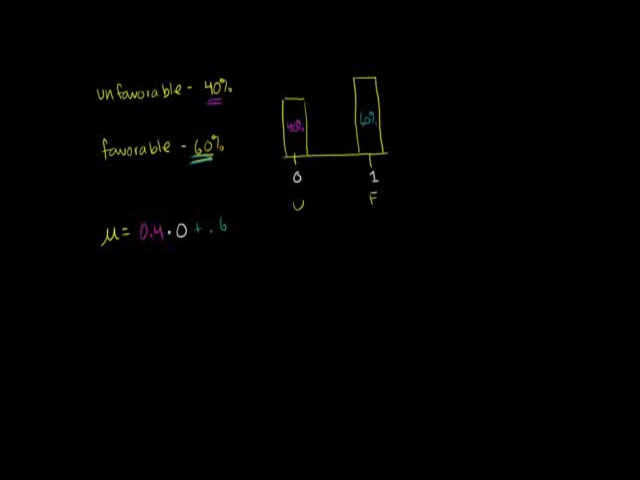 unfavorable - 40%
favorable - 60%
40% 60%
0 1
U F
μ = 0.4 · 0 + .6